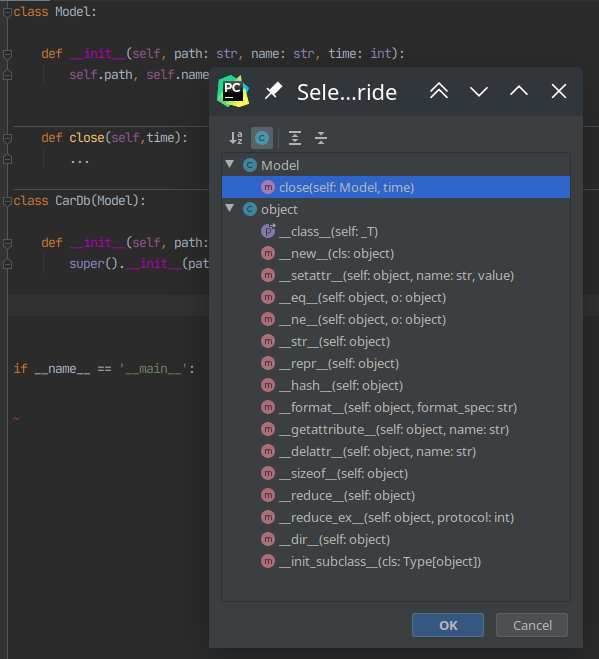 class Model:
def __init__(self, path: str, name: str, time: int):
self.path, self.name
def close(self,time):
...
class CarDb(Model):
def __init__(self, path:
super().__init__(pat
if __name__ == '__main__':
PC
Sele...ride
Model
close(self: Model, time)
object
__class__(self: _T)
__new__(cls: object)
__setattr__(self: object, name: str, value)
__eq__(self: object, o: object)
__ne__(self: object, o: object)
__str__(self: object)
__repr__(self: object)
__hash__(self: object)
__format__(self: object, format_spec: str)
__getattribute__(self: object, name: str)
__delattr__(self: object, name: str)
__sizeof__(self: object)
__reduce__(self: object)
__reduce_ex__(self: object, protocol: int)
__dir__(self: object)
__init_subclass__(cls: Type[object])
OK
Cancel